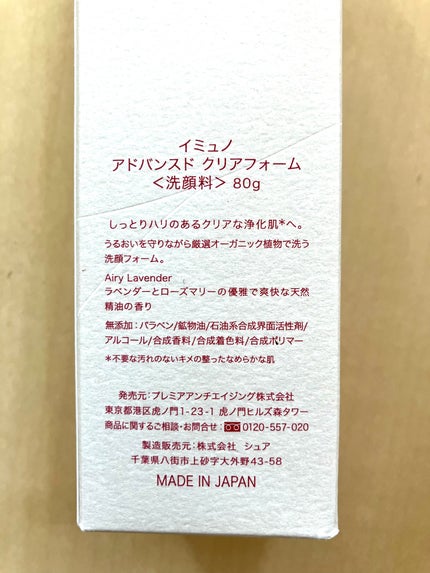 イミュノ
アドバンスド クリアフォーム
＜洗顔料＞ 80g
しっとりハリのあるクリアな浄化肌*へ。
うるおいを守りながら厳選オーガニック植物で洗う
洗顔フォーム。
Airy Lavender
ラベンダーとローズマリーの優雅で爽快な天然
精油の香り
無添加：パラベン/鉱物油/石油系合成界面活性剤/
アルコール/合成香料/合成着色料/合成ポリマー
*不要な汚れのないキメの整ったなめらかな肌
発売元：プレミアアンチエイジング株式会社
東京都港区虎ノ門1-23-1 虎ノ門ヒルズ森タワー
商品に関するご相談・お問合せ：0120-557-020
製造販売元：株式会社 シュア
千葉県八街市上砂字大外野43-58
MADE IN JAPAN